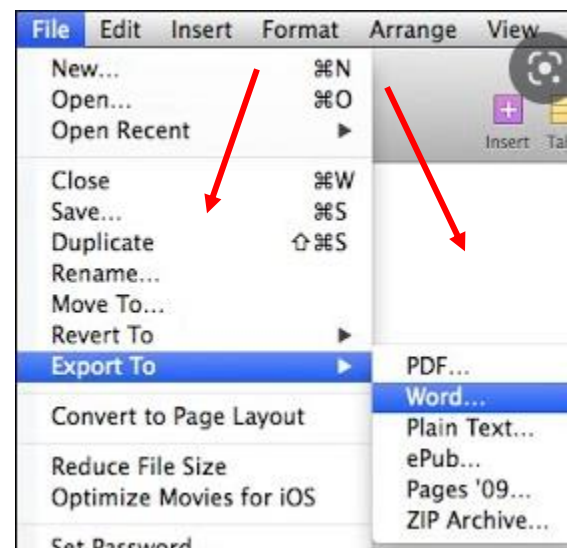 File Edit Insert Format Arrange View
New... ⌘N
Open... ⌘O
Open Recent ▶
Insert
Close ⌘W
Save... ⌘S
Duplicate ⇧⌘S
Rename...
Move To...
Revert To ▶
Export To ▶
PDF...
Word...
Plain Text...
ePub...
Pages '09...
ZIP Archive...
Convert to Page Layout
Reduce File Size
Optimize Movies for iOS
Set Password